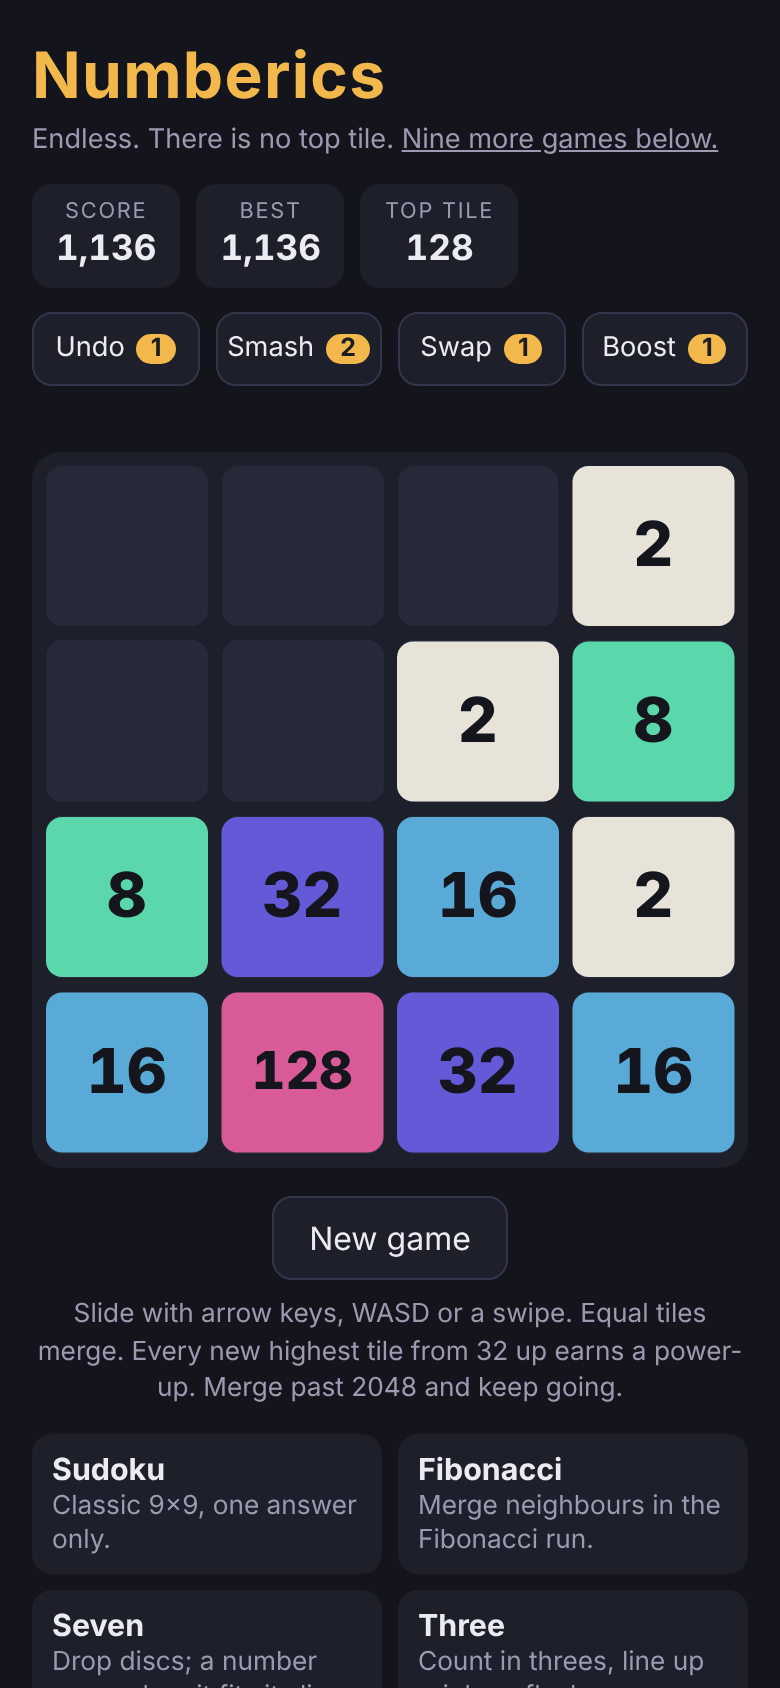 Numberics
Endless. There is no top tile. Nine more games below.
SCORE BEST TOP TILE
1,136 1,136 128
Undo 1 Smash 2 Swap 1 Boost 1
2
2 8
8 32 16 2
16 128 32 16
New game
Slide with arrow keys, WASD or a swipe. Equal tiles
merge. Every new highest tile from 32 up earns a power-
up. Merge past 2048 and keep going.
Sudoku Fibonacci
Classic 9×9, one answer Merge neighbours in the
only. Fibonacci run.
Seven Three
Drop discs; a number Count in threes, line up